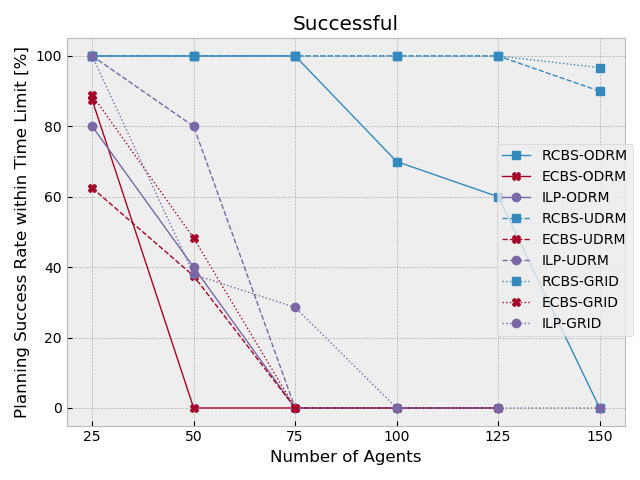 Successful
Planning Success Rate within Time Limit [%]
100
80
60
40
20
0
RCBS-ODRM
ECBS-ODRM
ILP-ODRM
RCBS-UDRM
ECBS-UDRM
ILP-UDRM
RCBS-GRID
ECBS-GRID
ILP-GRID
25 50 75 100 125 150
Number of Agents